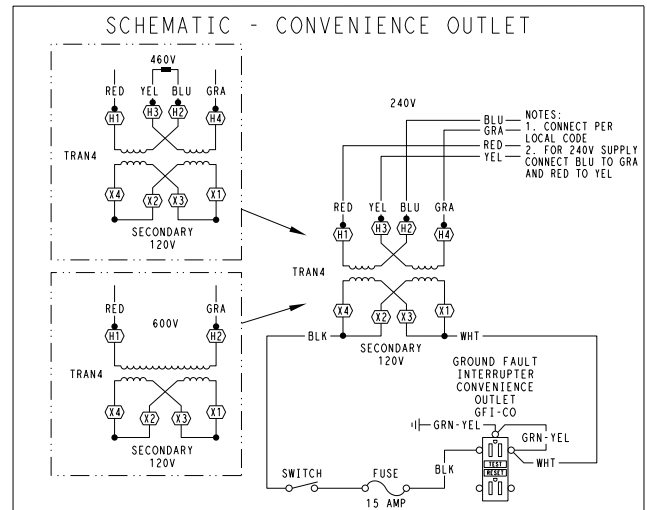 SCHEMATIC - CONVENIENCE OUTLET
460V
RED YEL BLU GRA
H1 H3 H2 H4
TRAN4
X4 X2 X3 X1
SECONDARY
120V
600V
RED GRA
H1 H2
TRAN4
X4 X2 X3 X1
SECONDARY
120V
240V
BLU
GRA
RED
YEL
NOTES:
1. CONNECT PER
LOCAL CODE
2. FOR 240V SUPPLY
CONNECT BLU TO GRA
AND RED TO YEL
RED YEL BLU GRA
H1 H3 H2 H4
TRAN4
X4 X2 X3 X1
BLK WHT
SECONDARY
120V
GROUND FAULT
INTERRUPTER
CONVENIENCE
OUTLET
GFI-CO
GRN-YEL
GRN-YEL
WHT
TEST
RESET
BLK
SWITCH
FUSE
15 AMP